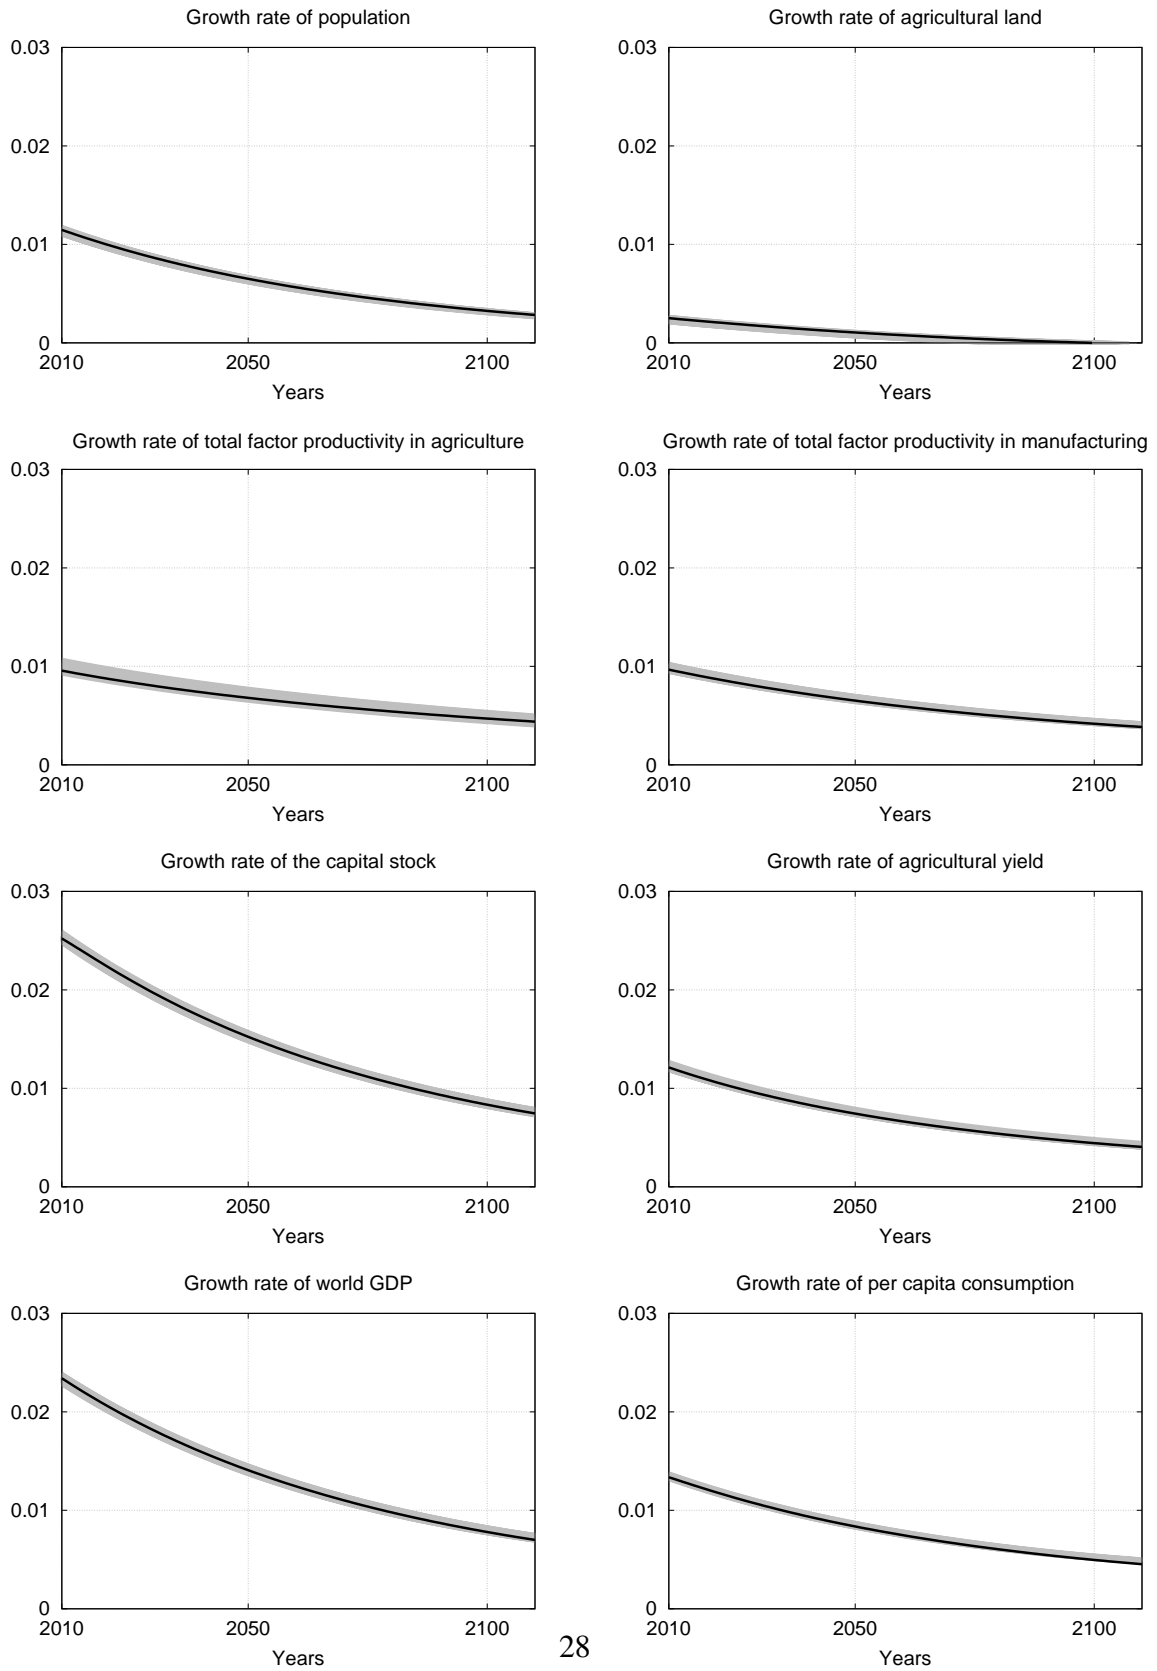 Growth rate of population
0.03
0.02
0.01
0
2010 2050 2100
Years
Growth rate of agricultural land
0.03
0.02
0.01
0
2010 2050 2100
Years
Growth rate of total factor productivity in agriculture
0.03
0.02
0.01
0
2010 2050 2100
Years
Growth rate of total factor productivity in manufacturing
0.03
0.02
0.01
0
2010 2050 2100
Years
Growth rate of the capital stock
0.03
0.02
0.01
0
2010 2050 2100
Years
Growth rate of agricultural yield
0.03
0.02
0.01
0
2010 2050 2100
Years
Growth rate of world GDP
0.03
0.02
0.01
0
2010 2050 2100
Years
Growth rate of per capita consumption
0.03
0.02
0.01
0
2010 2050 2100
Years
28